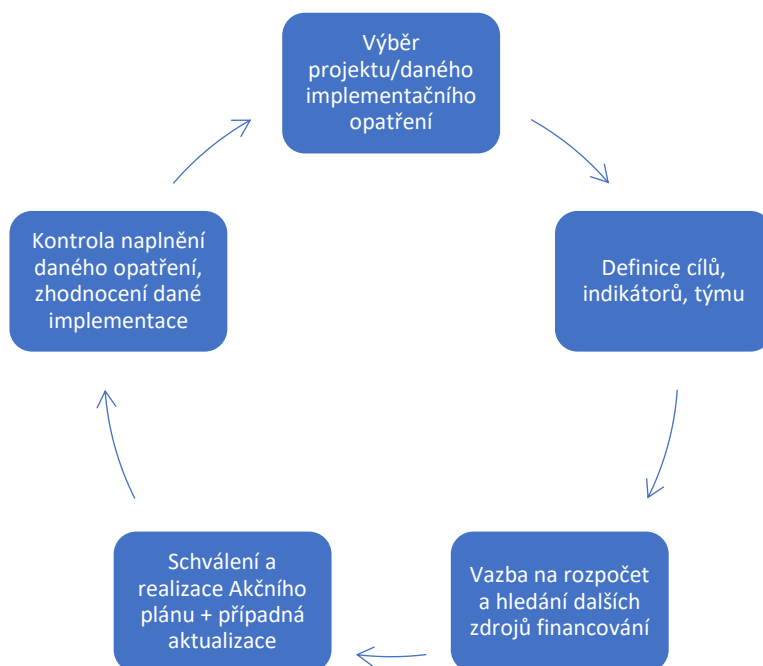 Výběr
projektu/daného
implementačního
opatření
Definice cílů,
indikátorů, týmu
Vazba na rozpočet
a hledání dalších
zdrojů financování
Schválení a
realizace Akčního
plánu + případná
aktualizace
Kontrola naplnění
daného opatření,
zhodnocení dané
implementace